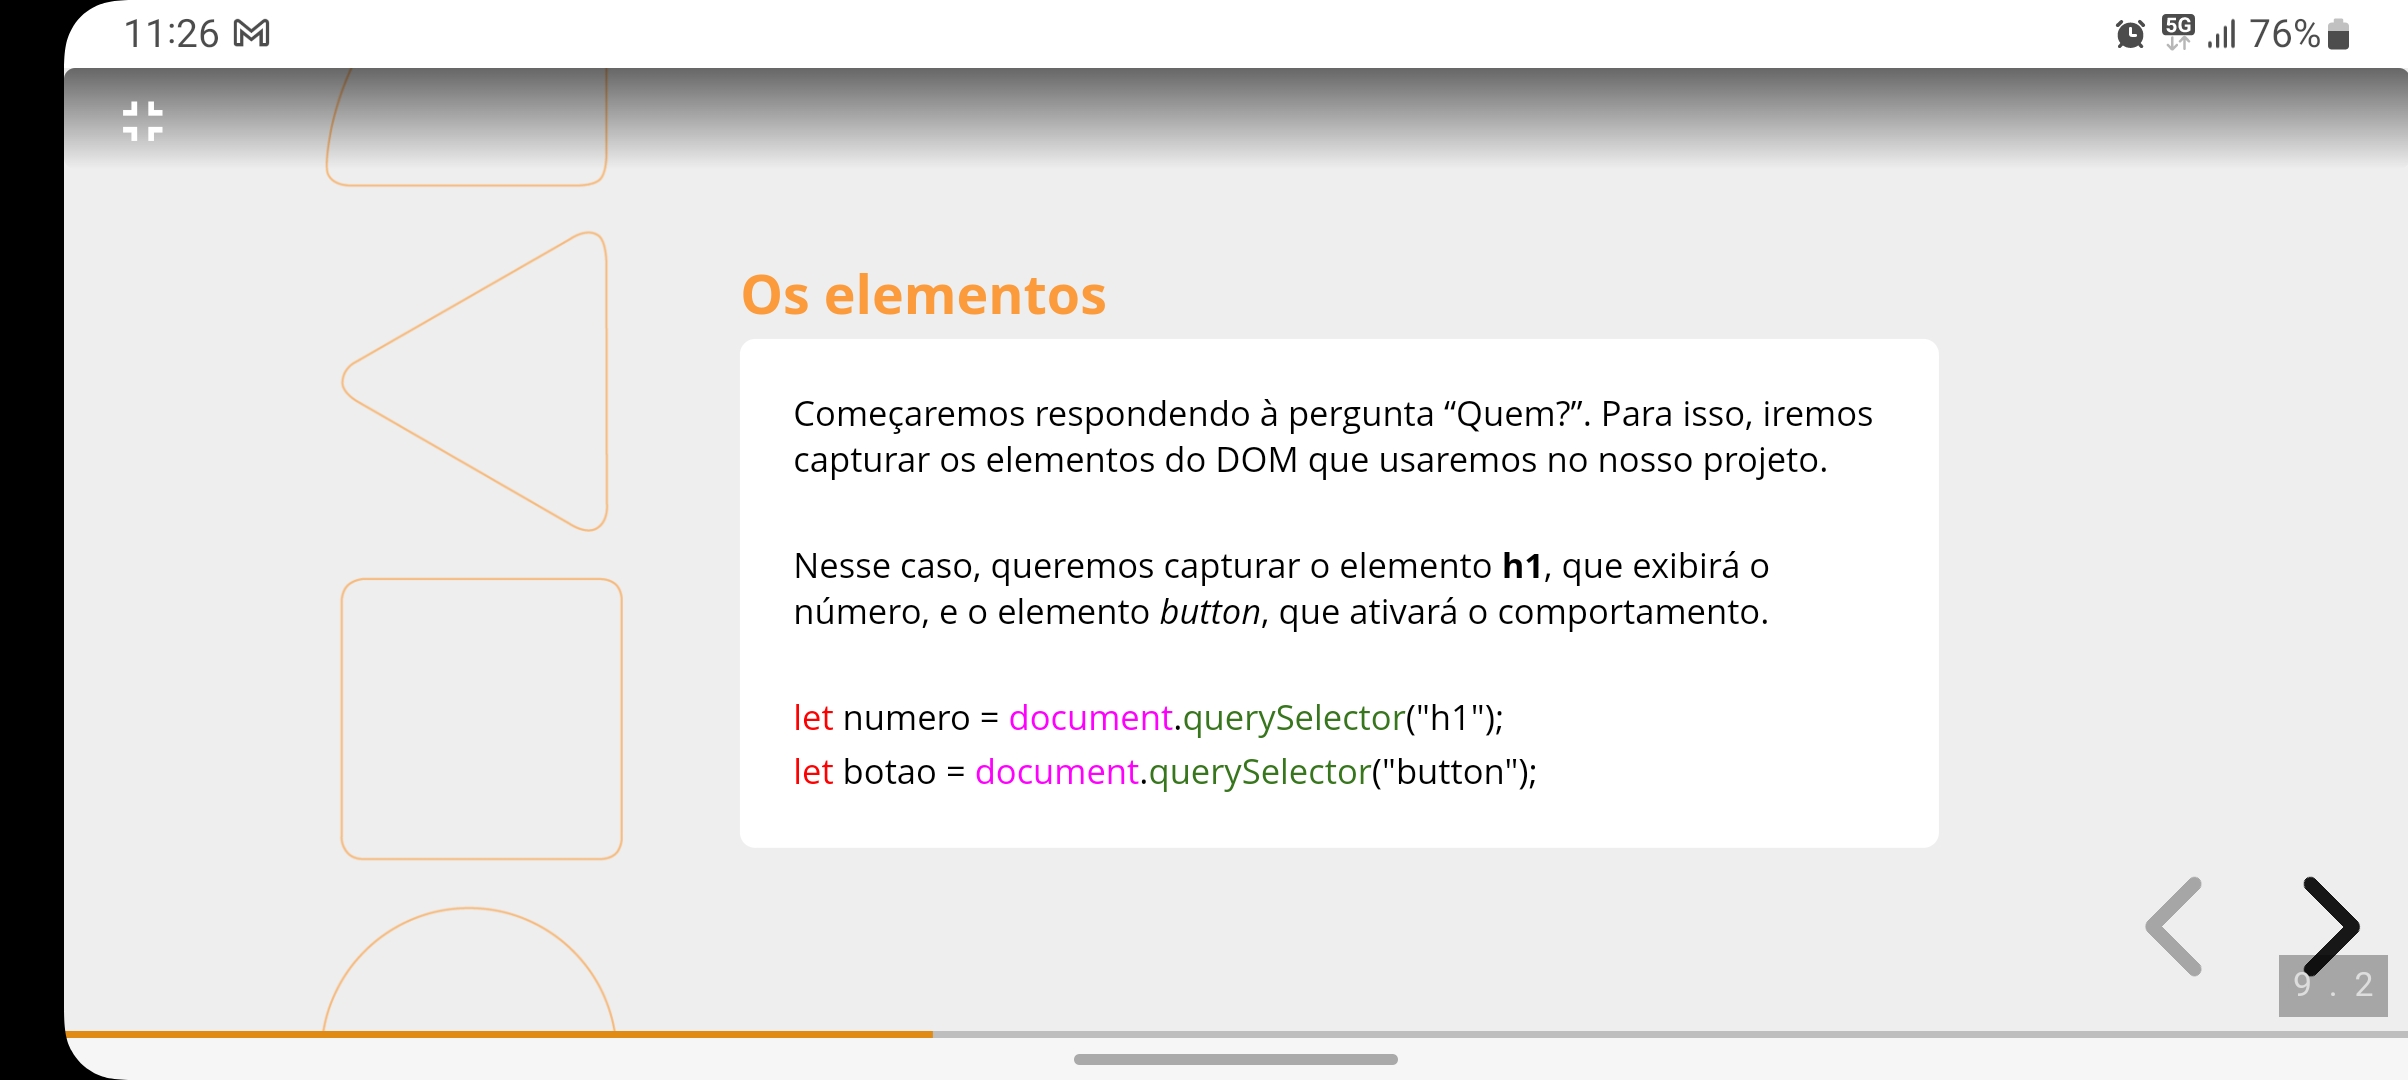 11:26
5G
76%
Os elementos
Começaremos respondendo à pergunta “Quem?”. Para isso, iremos
capturar os elementos do DOM que usaremos no nosso projeto.
Nesse caso, queremos capturar o elemento h1, que exibirá o
número, e o elemento button, que ativará o comportamento.
let numero = document.querySelector("h1");
let botao = document.querySelector("button");
9 . 2